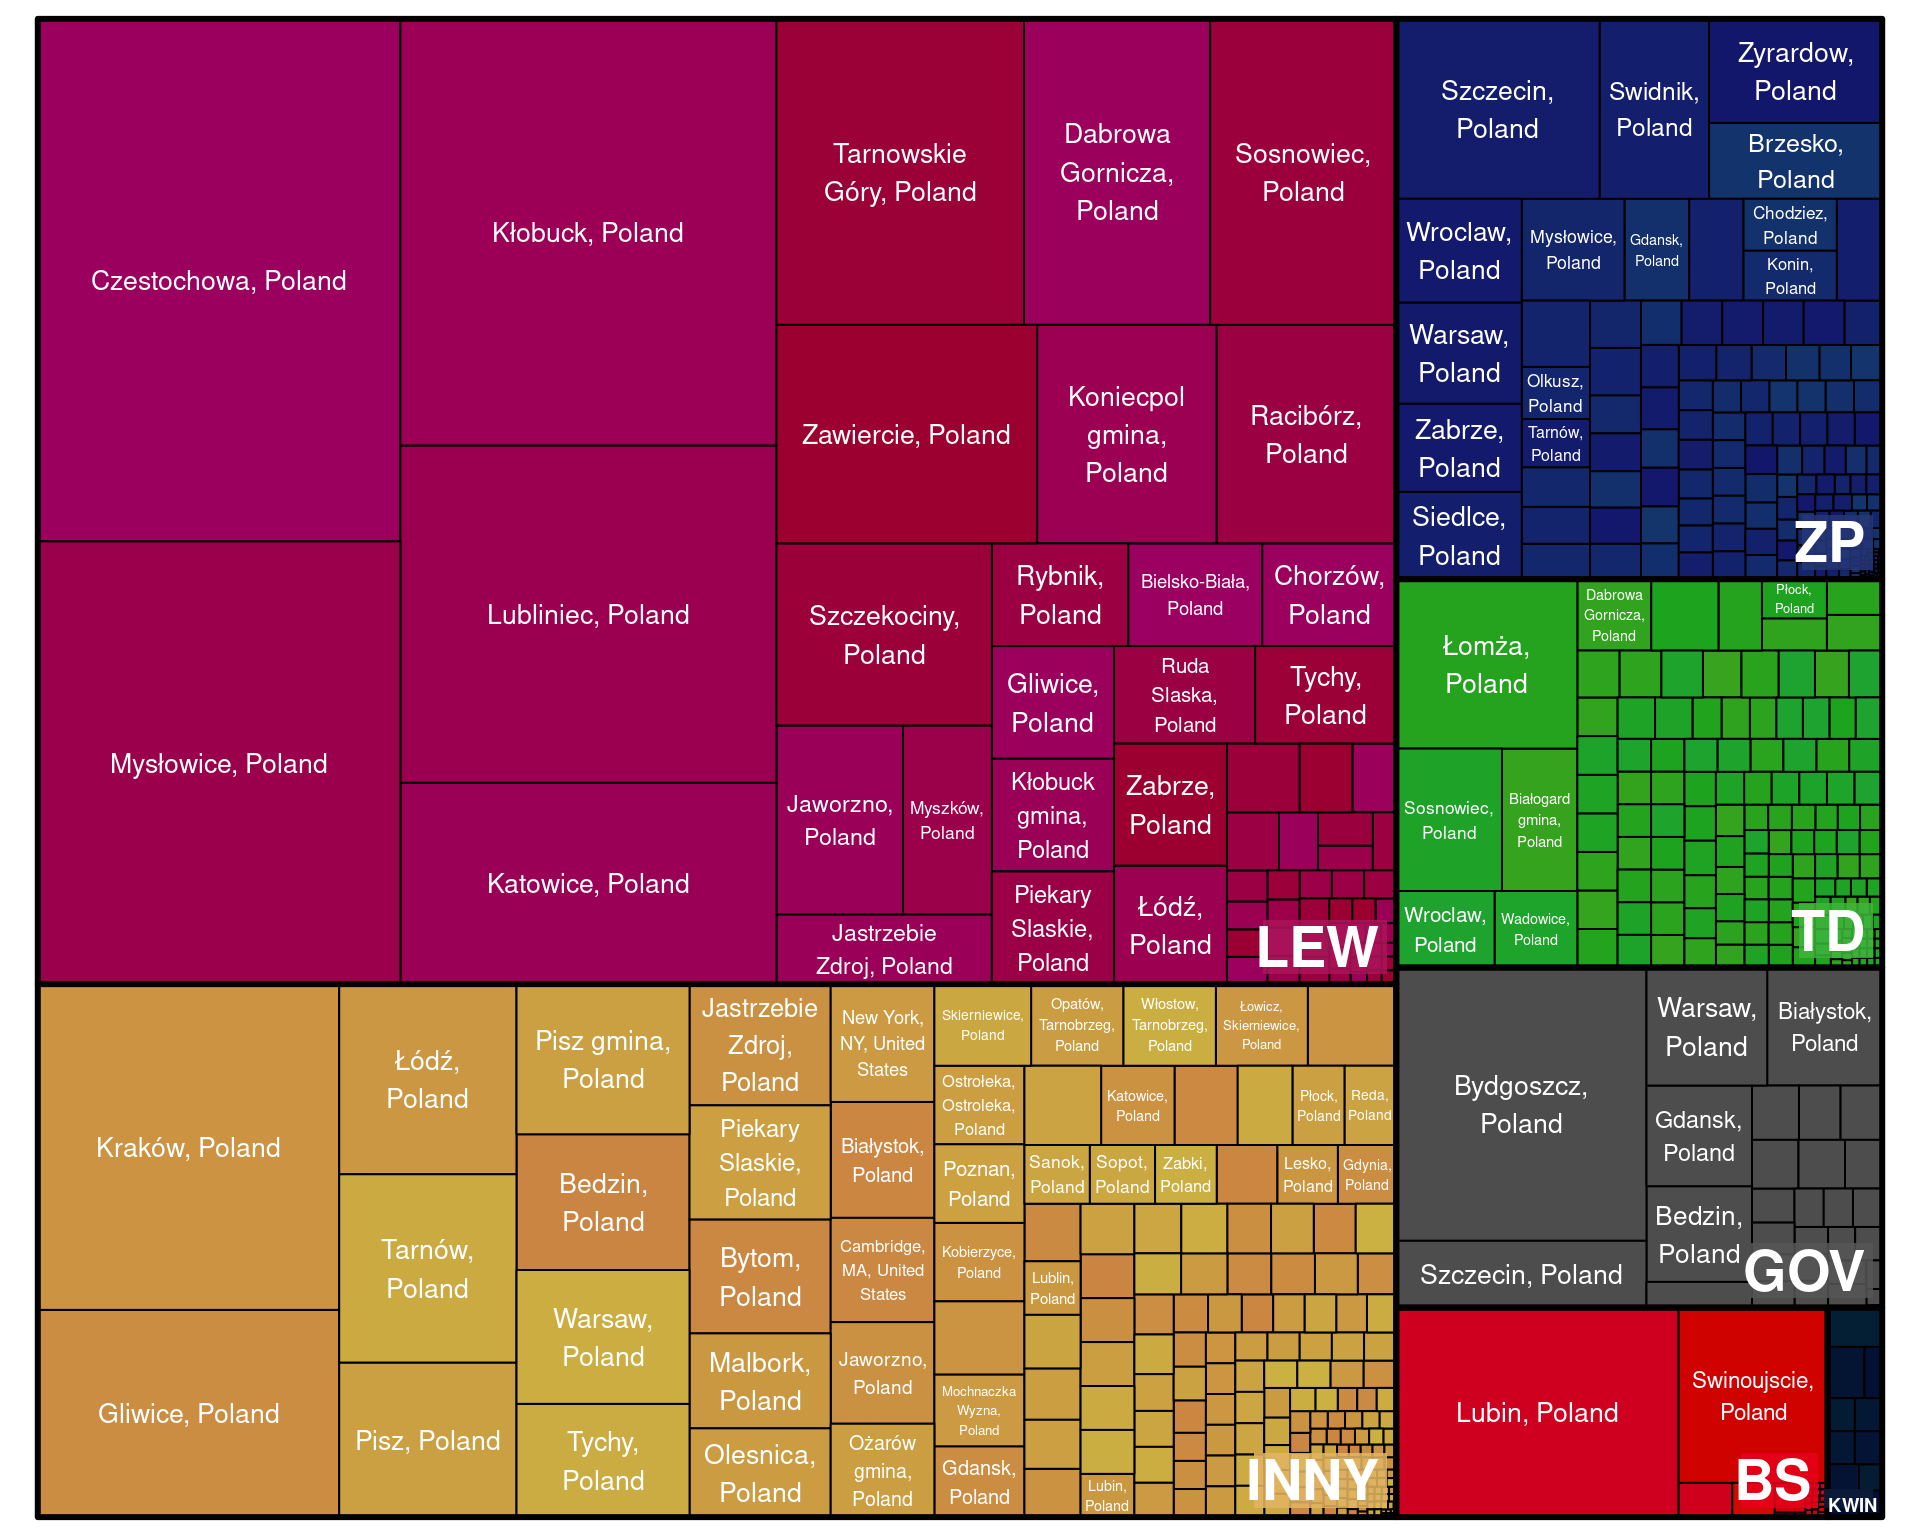 Czestochowa, Poland
Mysłowice, Poland
Kłobuck, Poland
Lubliniec, Poland
Katowice, Poland
Tarnowskie
Góry, Poland
Dabrowa
Gornicza,
Poland
Sosnowiec,
Poland
Zawiercie, Poland
Koniecpol
gmina,
Poland
Racibórz,
Poland
Szczekociny,
Poland
Jaworzno,
Poland
Myszków,
Poland
Jastrzebie
Zdroj, Poland
Rybnik,
Poland
Bielsko-Biała,
Poland
Chorzów,
Poland
Gliwice,
Poland
Ruda
Slaska,
Poland
Tychy,
Poland
Kłobuck
gmina,
Poland
Zabrze,
Poland
Piekary
Slaskie,
Poland
Łódź,
Poland
LEW
Szczecin,
Poland
Swidnik,
Poland
Zyrardow,
Poland
Brzesko,
Poland
Wroclaw,
Poland
Mysłowice,
Poland
Gdansk,
Poland
Chodziez,
Poland
Konin,
Poland
Warsaw,
Poland
Olkusz,
Poland
Zabrze,
Poland
Tarnów,
Poland
Siedlce,
Poland
ZP
Łomża,
Poland
Dabrowa
Gornicza,
Poland
Płock,
Poland
Sosnowiec,
Poland
Białogard
gmina,
Poland
Wroclaw,
Poland
Wadowice,
Poland
TD
Kraków, Poland
Gliwice, Poland
Łódź,
Poland
Tarnów,
Poland
Pisz, Poland
Pisz gmina,
Poland
Bedzin,
Poland
Warsaw,
Poland
Tychy,
Poland
Jastrzebie
Zdroj,
Poland
Piekary
Slaskie,
Poland
Bytom,
Poland
Malbork,
Poland
Olesnica,
Poland
New York,
NY, United
States
Białystok,
Poland
Cambridge,
MA, United
States
Jaworzno,
Poland
Ożarów
gmina,
Poland
Skierniewice,
Poland
Opatów,
Tarnobrzeg,
Poland
Włostow,
Tarnobrzeg,
Poland
Łowicz,
Skierniewice,
Poland
Ostrołeka,
Ostroleka,
Poland
Katowice,
Poland
Płock,
Poland
Reda,
Poland
Poznan,
Poland
Sanok,
Poland
Sopot,
Poland
Zabki,
Poland
Lesko,
Poland
Gdynia,
Poland
Kobierzyce,
Poland
Lublin,
Poland
Mochnaczka
Wyzna,
Poland
Gdansk,
Poland
Lubin,
Poland
INNY
Bydgoszcz,
Poland
Szczecin, Poland
Warsaw,
Poland
Białystok,
Poland
Gdansk,
Poland
Bedzin,
Poland
GOV
Lubin, Poland
Swinoujscie,
Poland
BS
KWIN